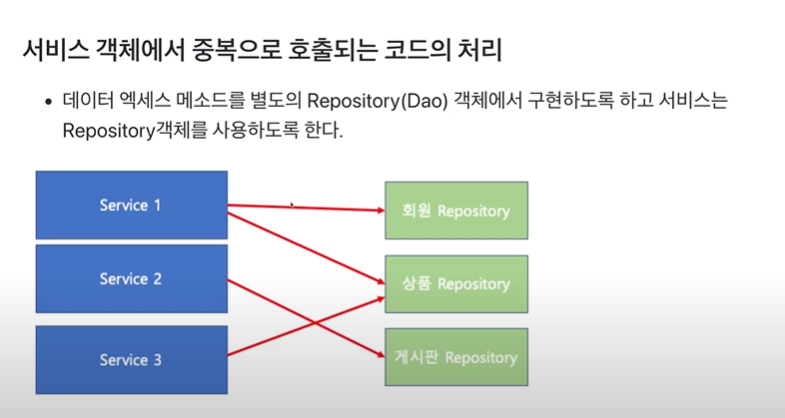 서비스 객체에서 중복으로 호출되는 코드의 처리
• 데이터 엑세스 메소드를 별도의 Repository(Dao) 객체에서 구현하도록 하고 서비스는
Repository객체를 사용하도록 한다.
Service 1
회원 Repository
Service 2
상품 Repository
Service 3
게시판 Repository